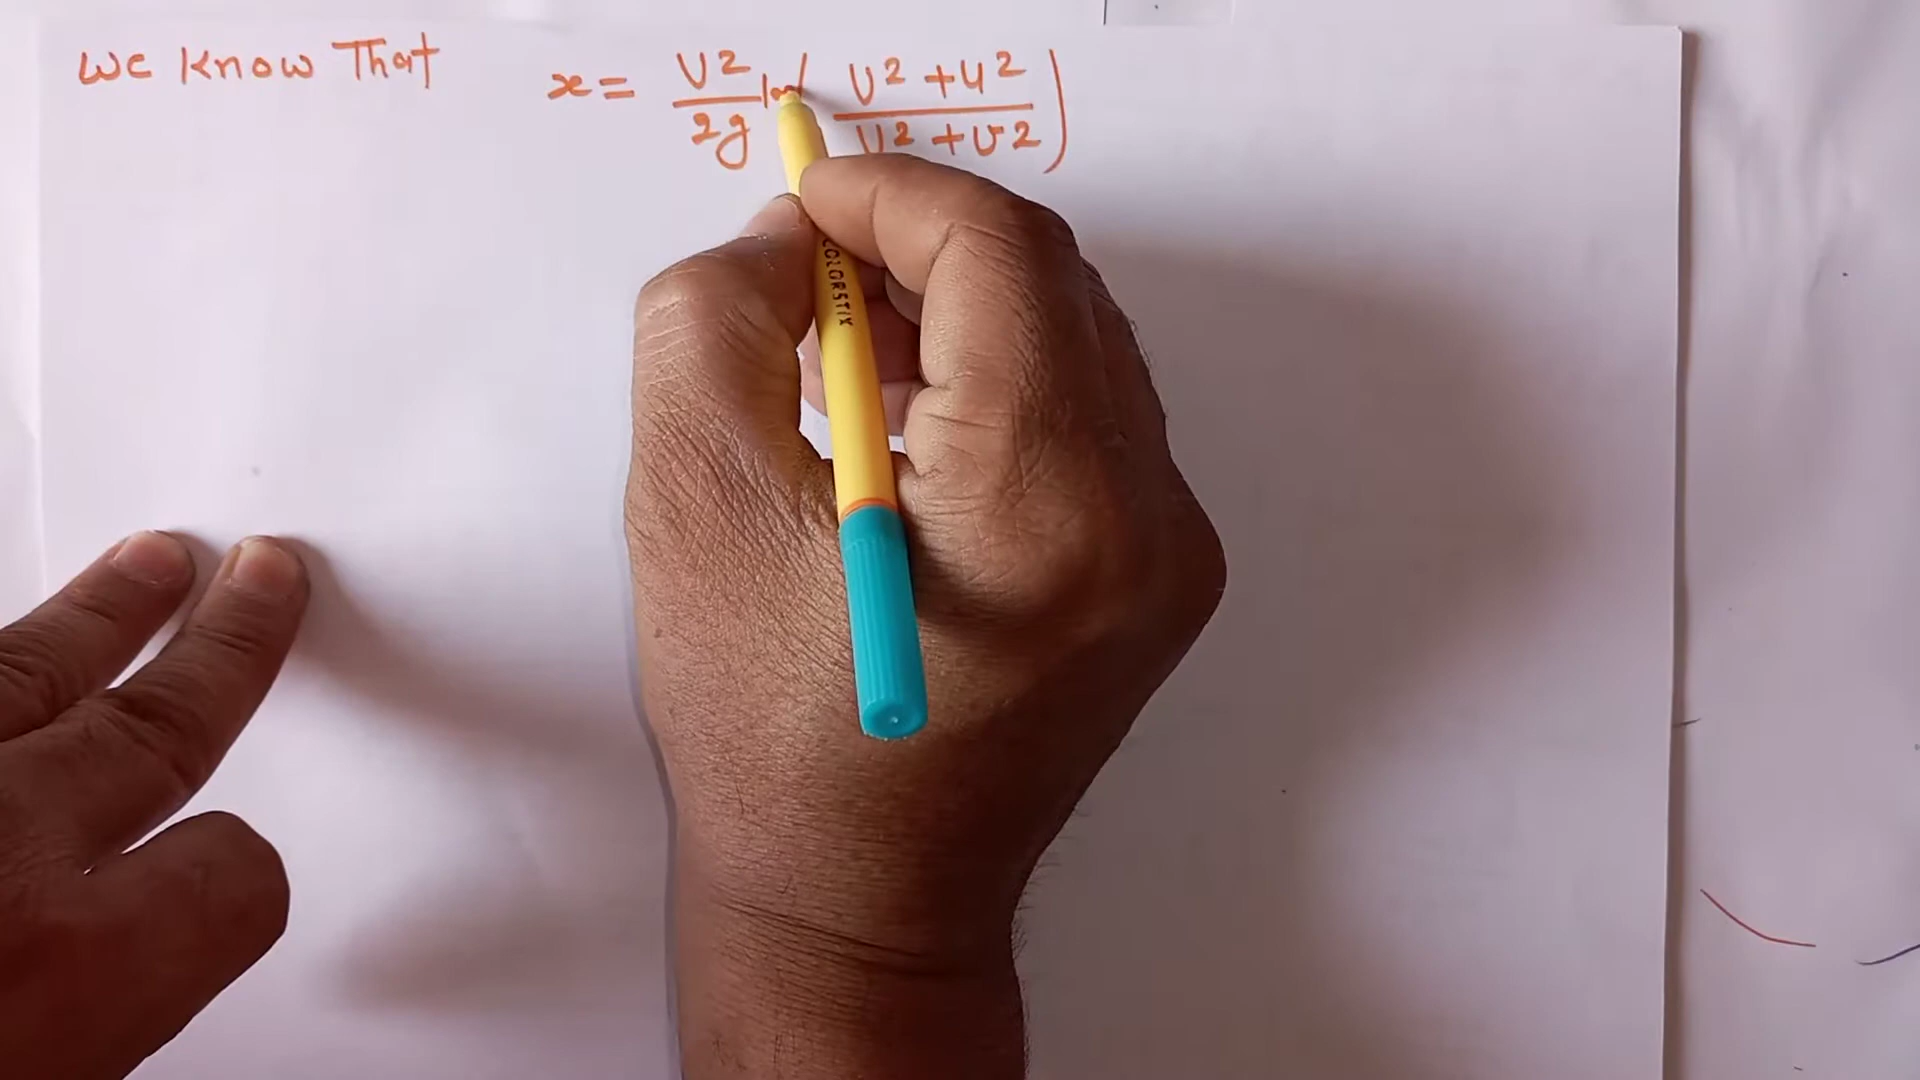 We Know That x = V2/2g log( V2+u2/V2+v2 )
COLORSTIX